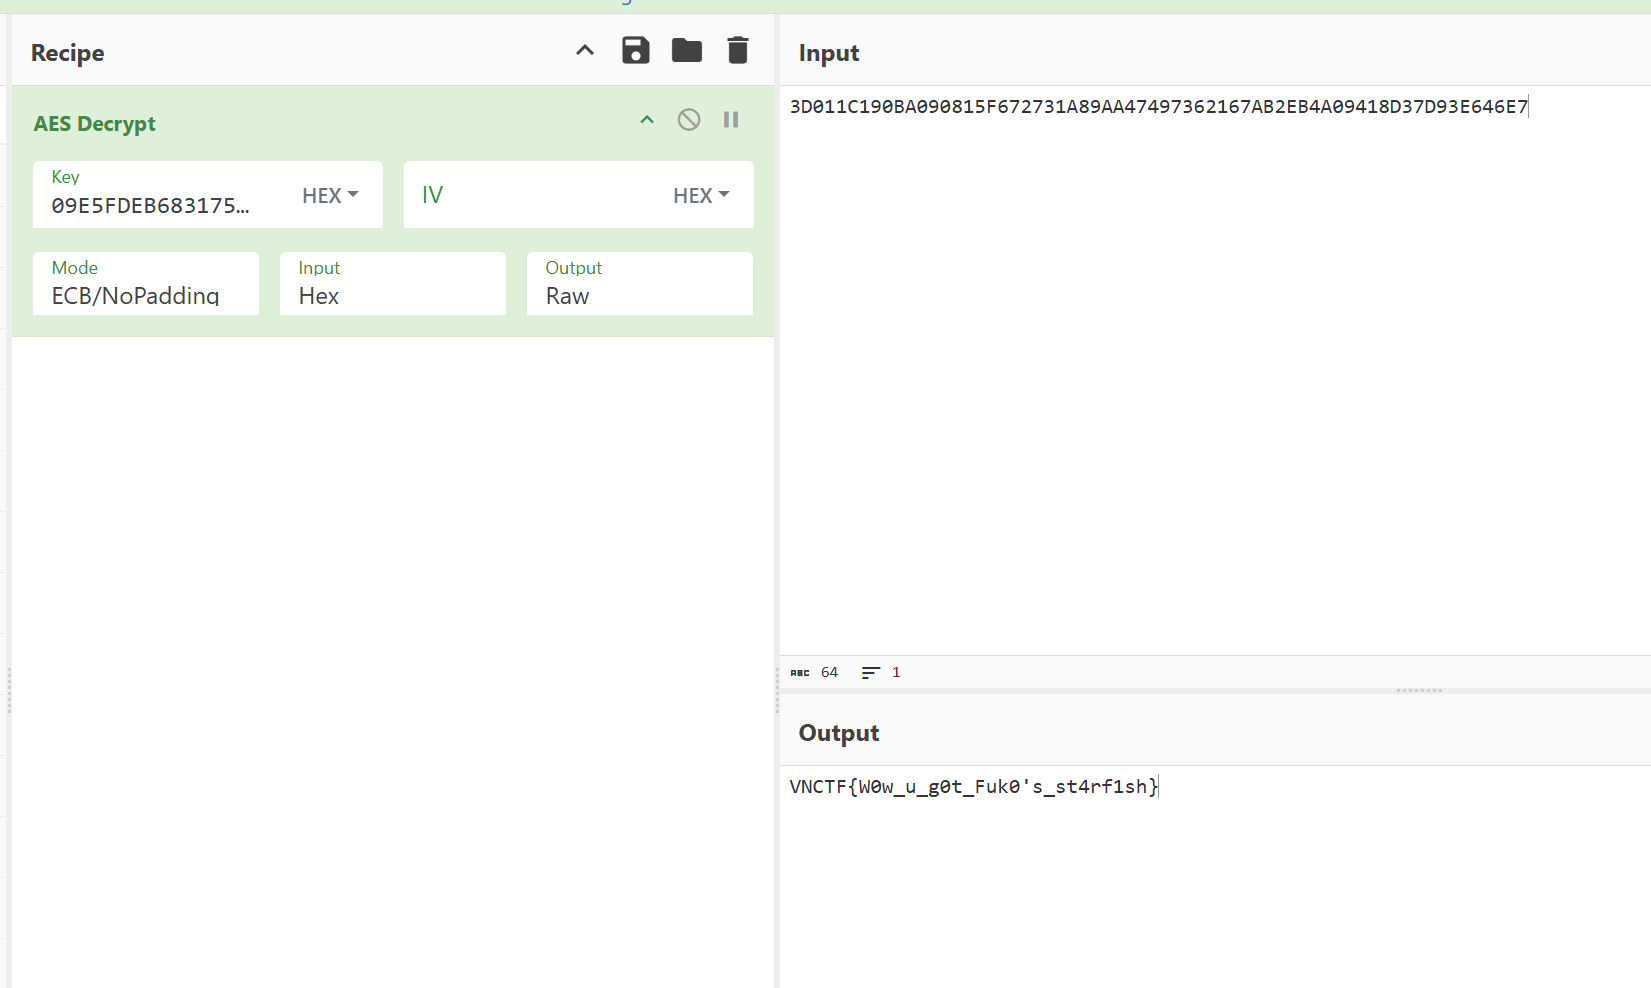 Recipe
AES Decrypt
Key
09E5FDEB683175...
HEX
IV
HEX
Mode
ECB/NoPadding
Input
Hex
Output
Raw
Input
3D011C190BA090815F672731A89AA47497362167AB2EB4A09418D37D93E646E7
ABC 64 1
Output
VNCTF{W0w_u_g0t_Fuk0's_st4rf1sh}